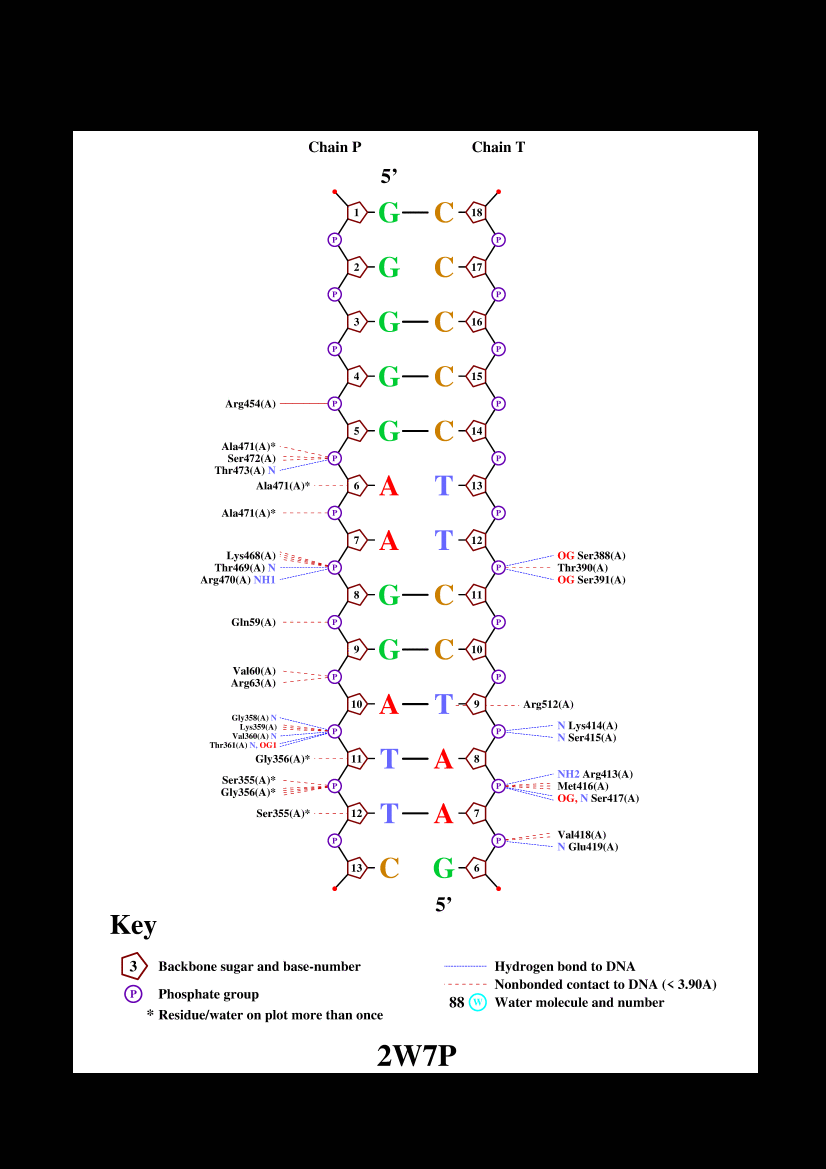 Chain P Chain T
5’
1 G C 18
P P
2 G C 17
P P
3 G C 16
P P
4 G C 15
Arg454(A) P P
5 G C 14
Ala471(A)*
Ser472(A) P P
Thr473(A) N
Ala471(A)* 6 A T 13
Ala471(A)* P P
7 A T 12
Lys468(A) OG Ser388(A)
Thr469(A) N P P Thr390(A)
Arg470(A) NH1 OG Ser391(A)
8 G C 11
Gln59(A) P P
9 G C 10
Val60(A) P P
Arg63(A)
10 A T 9 Arg512(A)
Gly358(A) N
Lys359(A) N Lys414(A)
Val360(A) N P P N Ser415(A)
Thr361(A) N, OG1
Gly356(A)* 11 T A 8
Ser355(A)* NH2 Arg413(A)
P P Met416(A)
Gly356(A)* OG, N Ser417(A)
Ser355(A)* 12 T A 7
P P Val418(A)
N Glu419(A)
13 C G 6
5’
Key
3 Backbone sugar and base-number Hydrogen bond to DNA
Nonbonded contact to DNA (< 3.90A)
P Phosphate group 88 W Water molecule and number
* Residue/water on plot more than once
2W7P